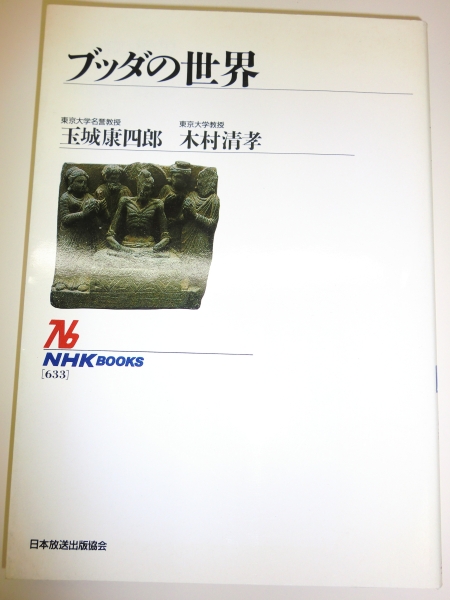 ブッダの世界
東京大学名誉教授 東京大学教授
玉城康四郎 木村清孝
NHK BOOKS
[633]
日本放送出版協会